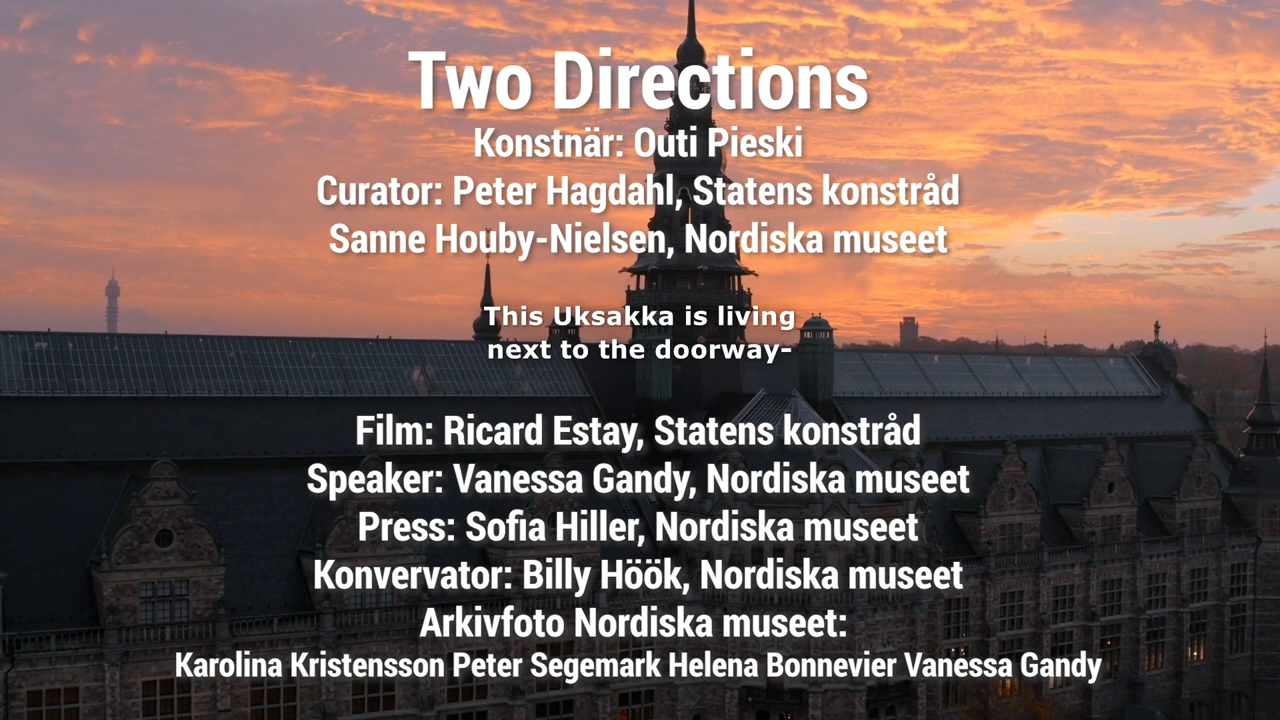 Two Directions
Konstnär: Outi Pieski
Curator: Peter Hagdahl, Statens konstråd
Sanne Houby-Nielsen, Nordiska museet
This Uksakka is living
next to the doorway-
Film: Ricard Estay, Statens konstråd
Speaker: Vanessa Gandy, Nordiska museet
Press: Sofia Hiller, Nordiska museet
Konvervator: Billy Höök, Nordiska museet
Arkivfoto Nordiska museet:
Karolina Kristensson Peter Segemark Helena Bonnevier Vanessa Gandy